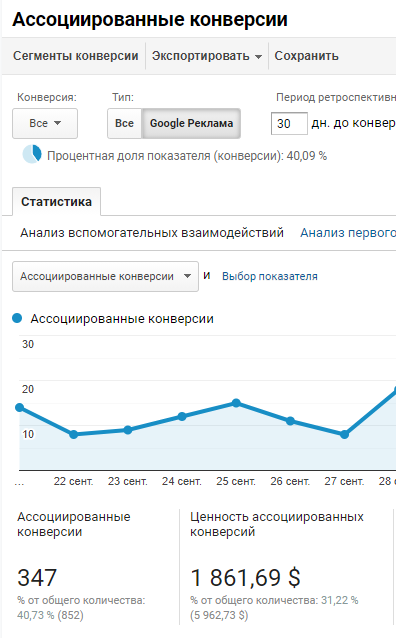 Ассоциированные конверсии
Сегменты конверсии Экспортировать Сохранить
Конверсия: Тип: Период ретроспективн
Все Все Google Реклама 30 дн. до конвер
Процентная доля показателя (конверсии): 40,09 %
Статистика
Анализ вспомогательных взаимодействий Анализ первого
Ассоциированные конверсии и Выбор показателя
Ассоциированные конверсии
30
20
10
... 22 сент. 23 сент. 24 сент. 25 сент. 26 сент. 27 сент. 28
Ассоциированные Ценность ассоциированных
конверсии конверсий
347 1 861,69 $
% от общего количества: % от общего количества: 31,22 %
40,73 % (852) (5 962,73 $)